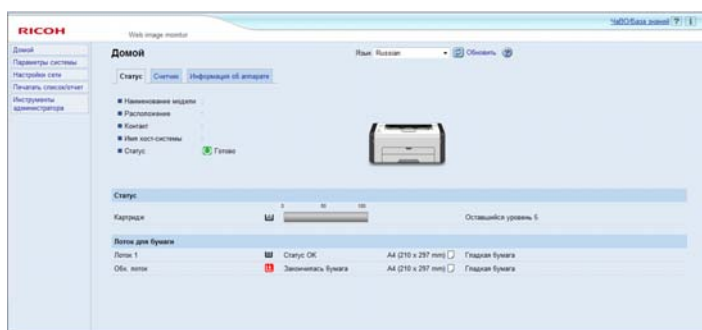 ЧаВО/База знаний ? i
RICOH
Web image monitor
Домой
Параметры системы
Настройки сети
Печатать список/отчет
Инструменты
администратора
Домой
Язык Russian Обновить ?
Статус Счетчик Информация об аппарате
Наименование модели :
Расположение :
Контакт :
Имя хост-системы :
Статус Готово
Статус
0 50 100
Картридж Оставшийся уровень 5
Лоток для бумаги
Лоток 1 Статус OK A4 (210 x 297 mm) Гладкая бумага
Обх. лоток Закончилась бумага A4 (210 x 297 mm) Гладкая бумага